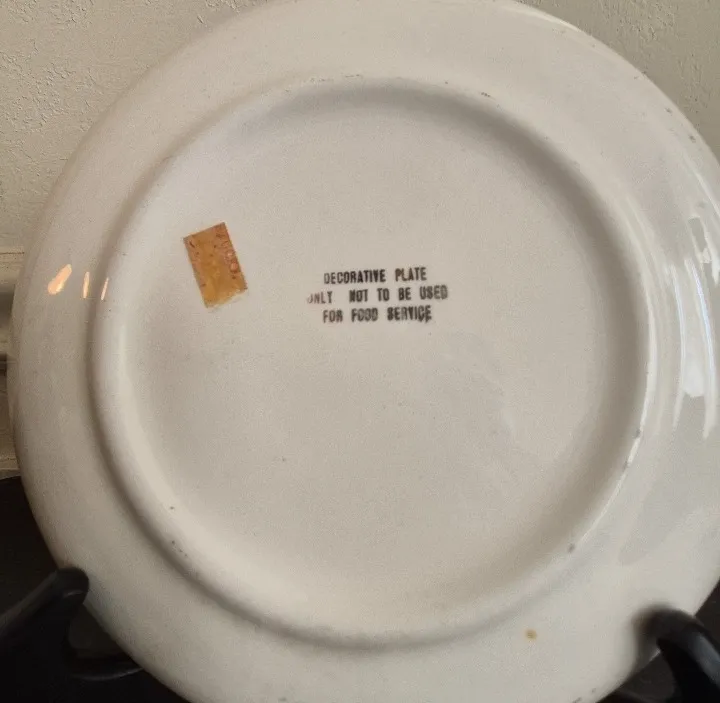 DECORATIVE PLATE
ONLY NOT TO BE USED
FOR FOOD SERVICE